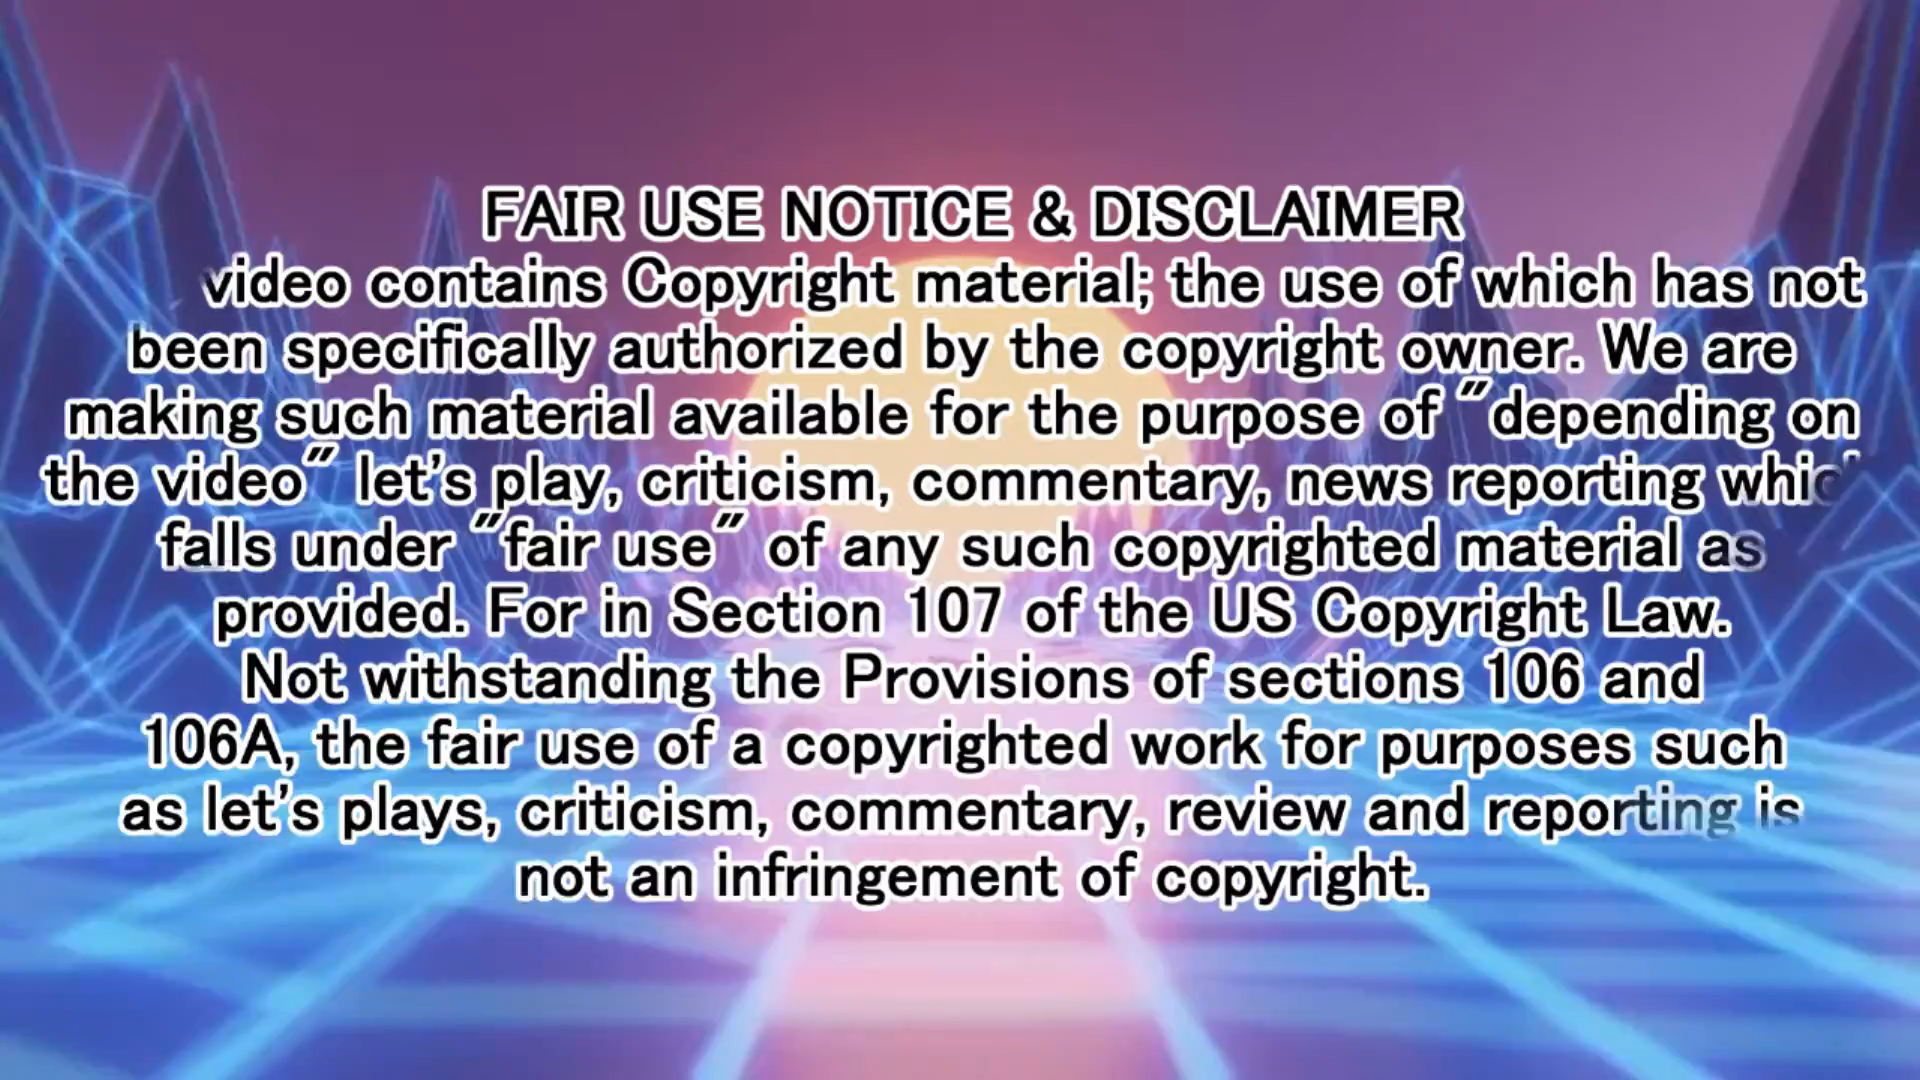 FAIR USE NOTICE & DISCLAIMER
video contains Copyright material; the use of which has not
been specifically authorized by the copyright owner. We are
making such material available for the purpose of "depending on
the video" let's play, criticism, commentary, news reporting
falls under "fair use" of any such copyrighted material as
provided. For in Section 107 of the US Copyright Law.
Not withstanding the Provisions of sections 106 and
106A, the fair use of a copyrighted work for purposes such
as let's plays, criticism, commentary, review and reporting is
not an infringement of copyright.